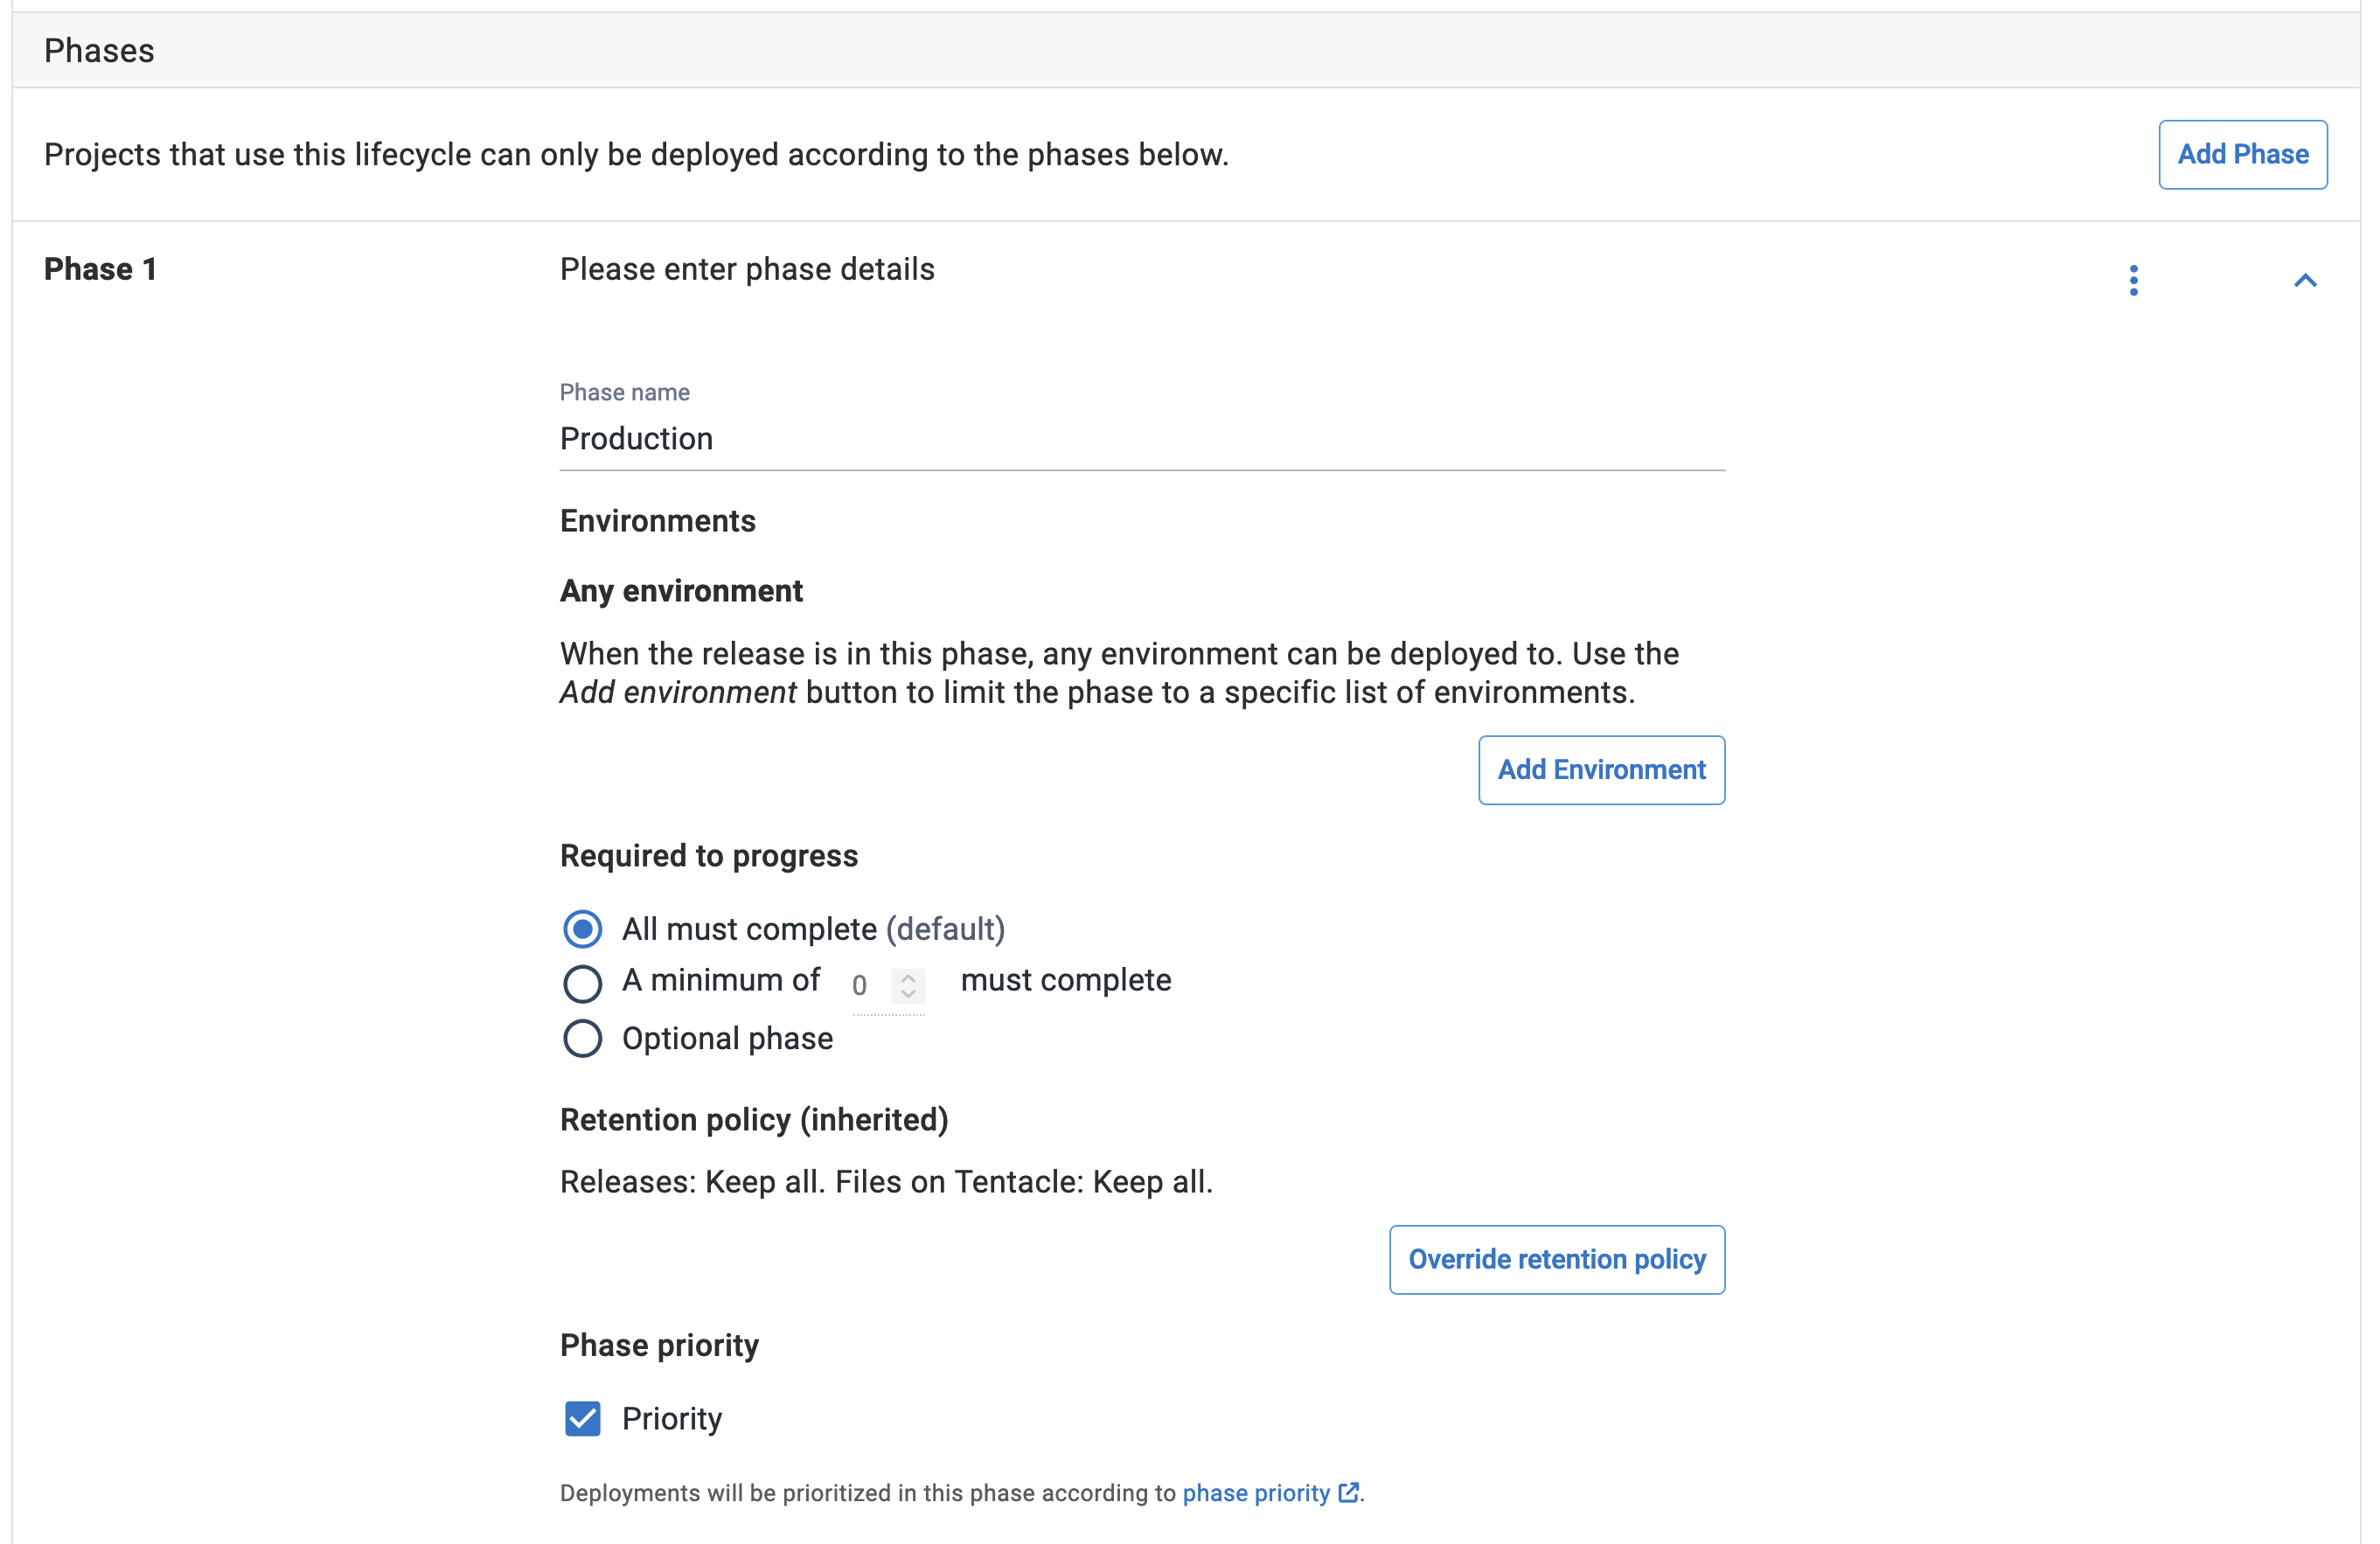 Phases
Projects that use this lifecycle can only be deployed according to the phases below.
Add Phase
Phase 1
Please enter phase details
Phase name
Production
Environments
Any environment
When the release is in this phase, any environment can be deployed to. Use the
Add environment button to limit the phase to a specific list of environments.
Add Environment
Required to progress
All must complete (default)
A minimum of 0 must complete
Optional phase
Retention policy (inherited)
Releases: Keep all. Files on Tentacle: Keep all.
Override retention policy
Phase priority
Priority
Deployments will be prioritized in this phase according to phase priority.